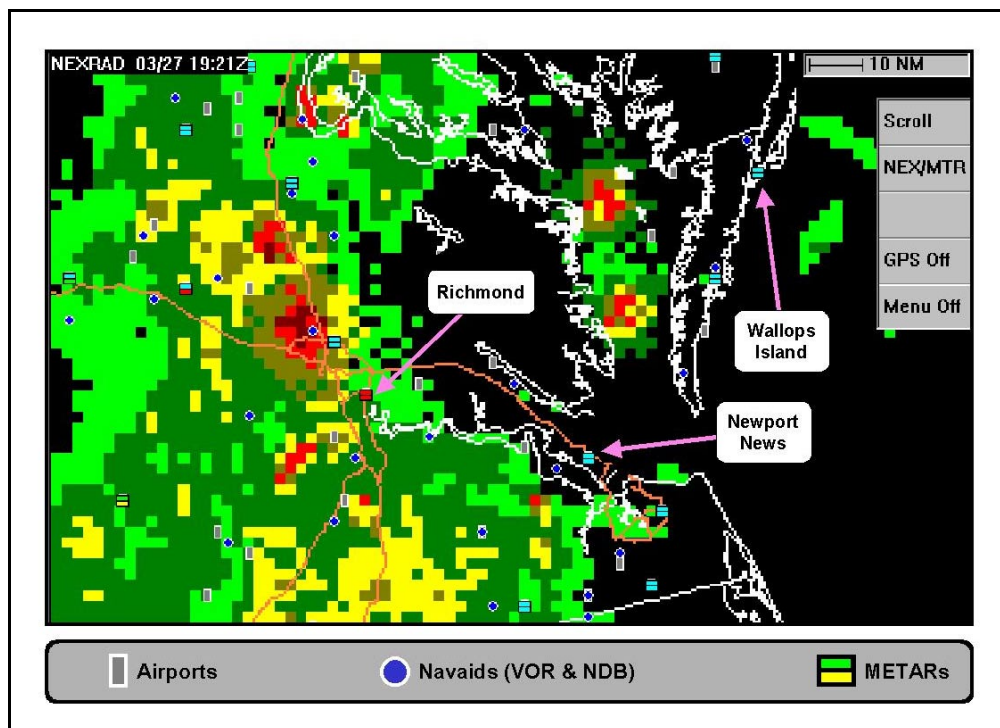 NEXRAD 03/27 19:21Z
10 NM
Scroll
NEX/MTR
GPS Off
Menu Off
Richmond
Wallops
Island
Newport
News
Airports
Navaids (VOR & NDB)
METARs